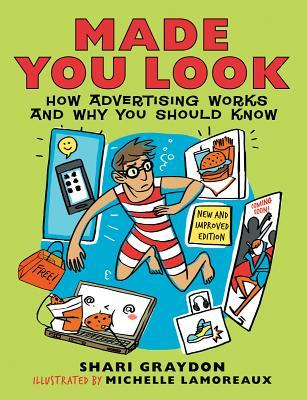 MADE
YOU LOOK
HOW ADVERTISING WORKS
AND WHY YOU SHOULD KNOW
COMING
SOON!
NEW AND
IMPROVED
EDITION
FREE!
SHARI GRAYDON
ILLUSTRATED BY MICHELLE LAMOREAUX